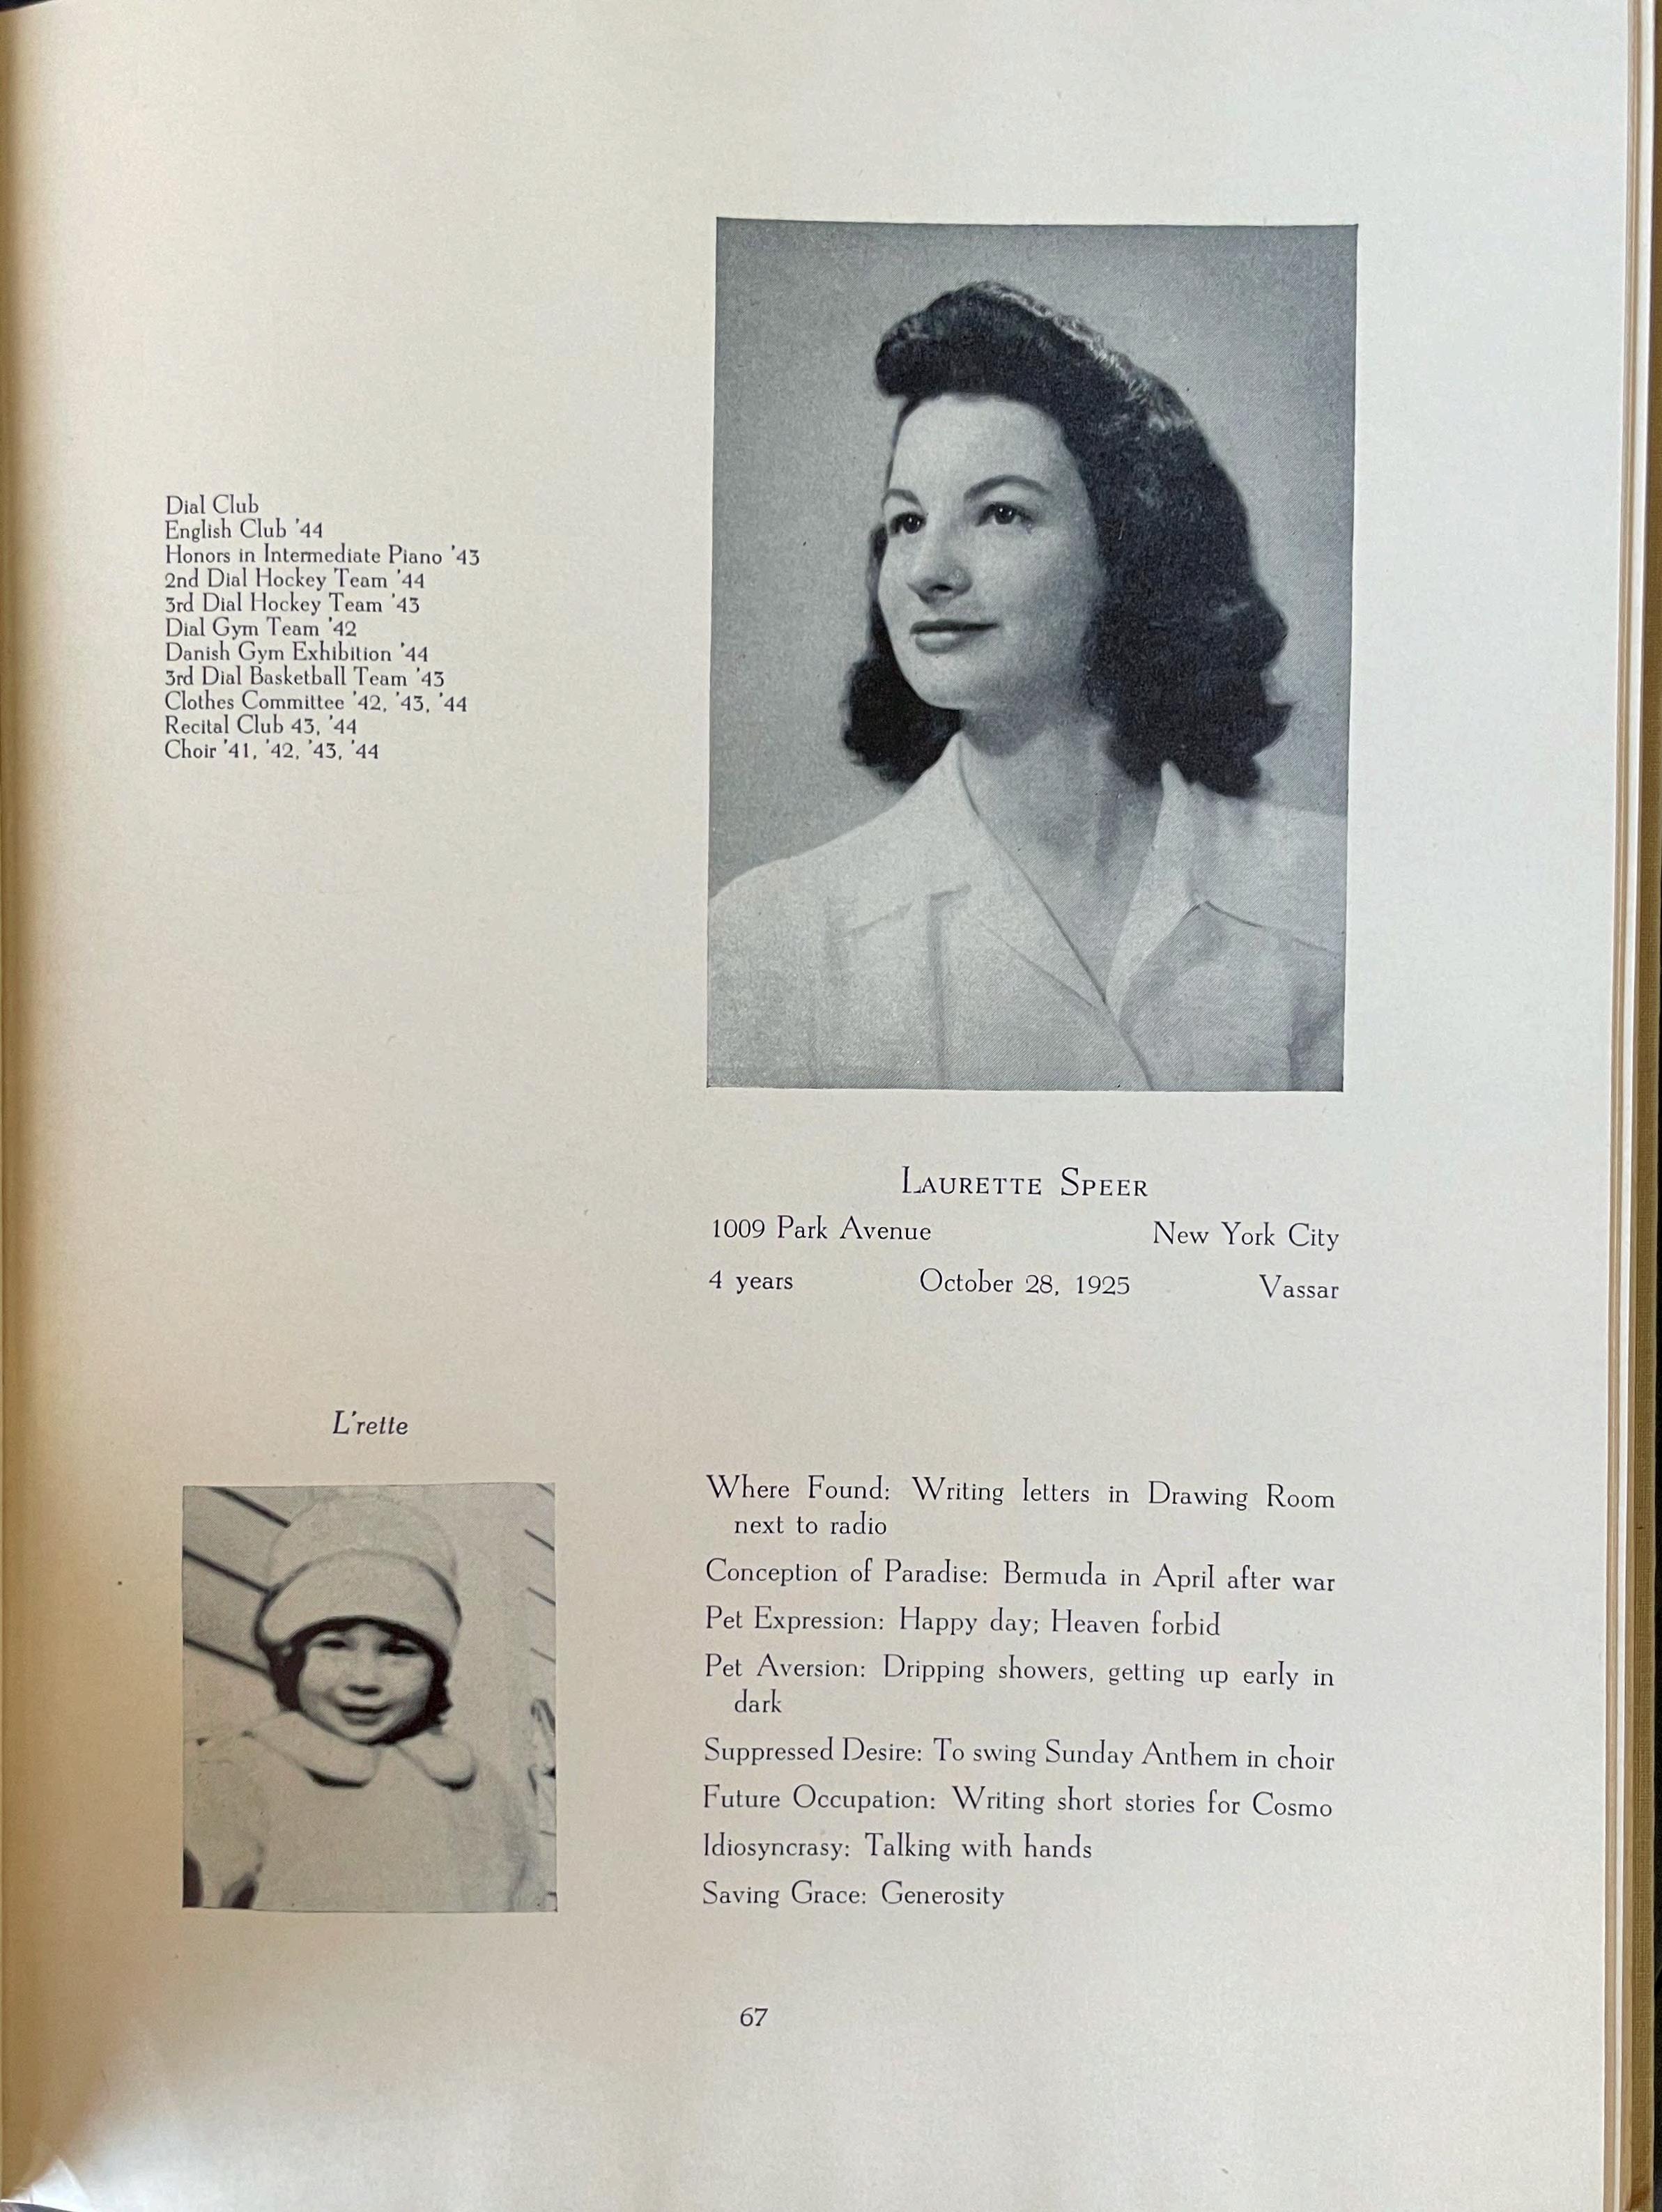 Dial Club
English Club '44
Honors in Intermediate Piano '43
2nd Dial Hockey Team '44
3rd Dial Hockey Team '43
Dial Gym Team '42
Danish Gym Exhibition '44
3rd Dial Basketball Team '43
Clothes Committee '42, '43, '44
Recital Club 43, '44
Choir '41, '42, '43, '44
LAURETTE SPEER
1009 Park Avenue New York City
4 years October 28, 1925 Vassar
L'rette
Where Found: Writing letters in Drawing Room
next to radio
Conception of Paradise: Bermuda in April after war
Pet Expression: Happy day; Heaven forbid
Pet Aversion: Dripping showers, getting up early in
dark
Suppressed Desire: To swing Sunday Anthem in choir
Future Occupation: Writing short stories for Cosmo
Idiosyncrasy: Talking with hands
Saving Grace: Generosity
67